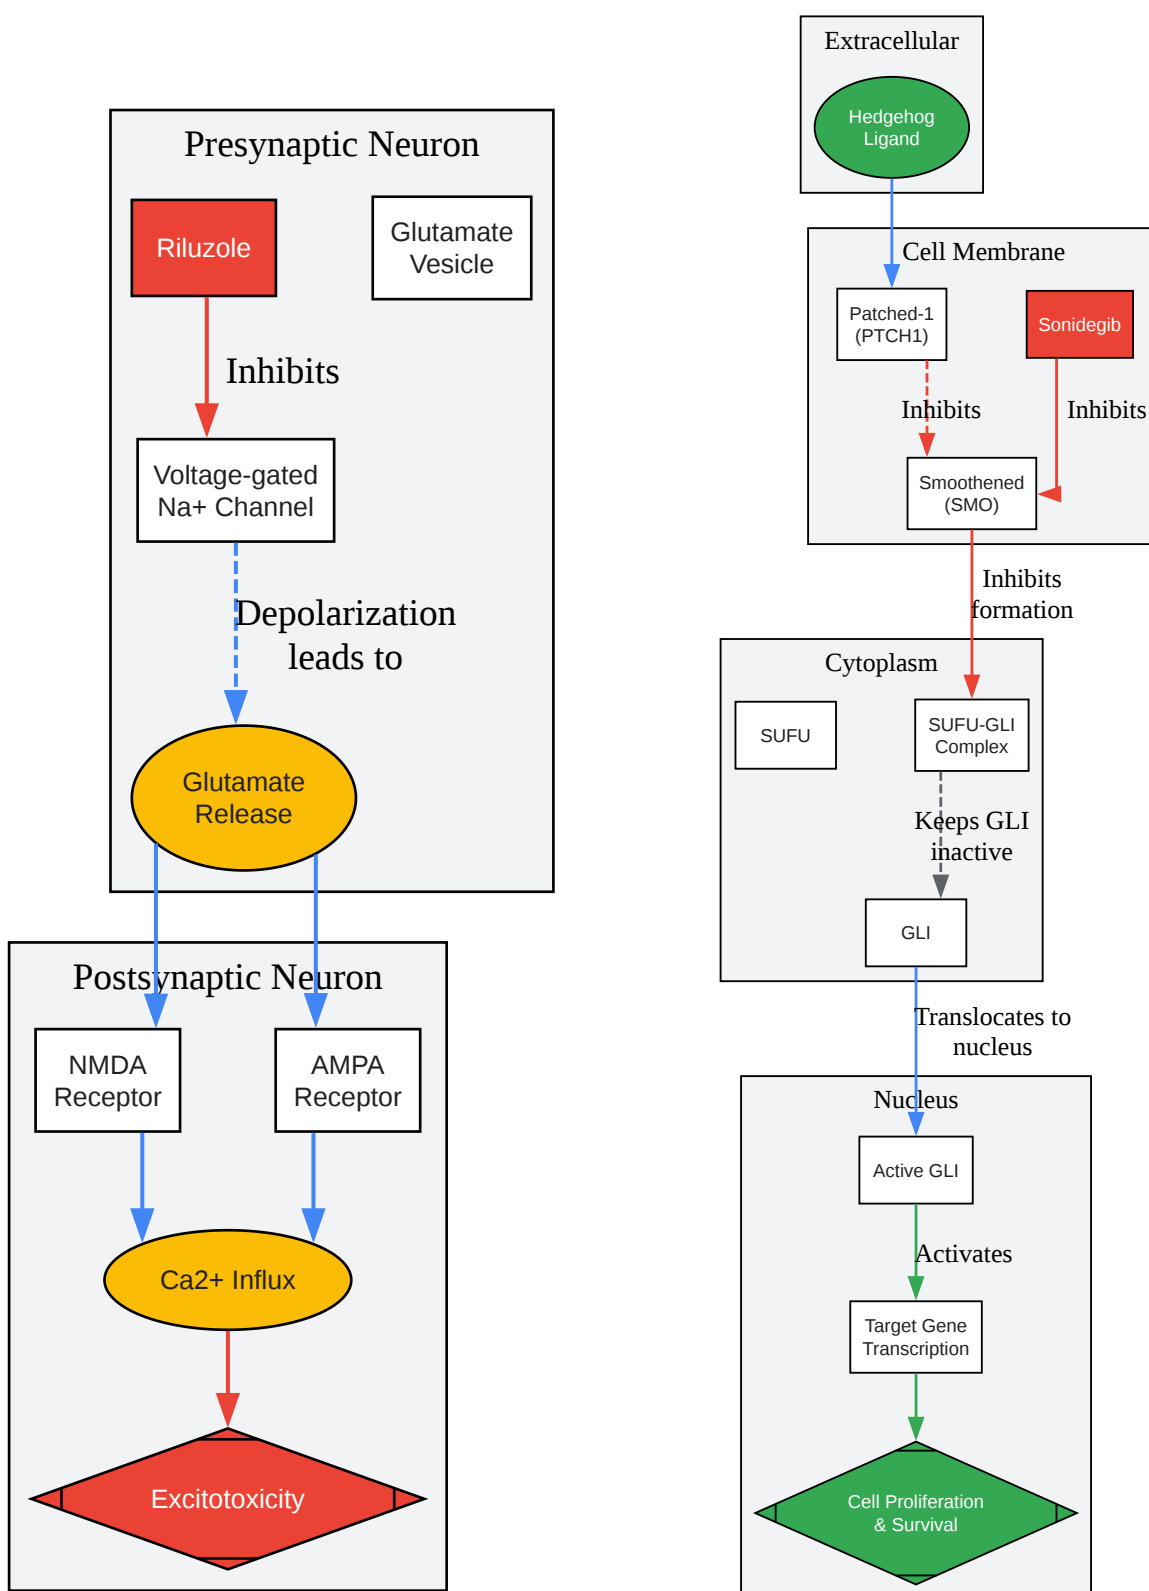 Presynaptic Neuron
Riluzole
Glutamate
Vesicle
Inhibits
Voltage-gated
Na+ Channel
Depolarization
leads to
Glutamate
Release
Postsynaptic Neuron
NMDA
Receptor
AMPA
Receptor
Ca2+ Influx
Excitotoxicity
Extracellular
Hedgehog
Ligand
Cell Membrane
Patched-1
(PTCH1)
Sonidegib
Inhibits
Inhibits
Smoothened
(SMO)
Inhibits
formation
Cytoplasm
SUFU
SUFU-GLI
Complex
Keeps GLI
inactive
GLI
Translocates to
nucleus
Nucleus
Active GLI
Activates
Target Gene
Transcription
Cell Proliferation
& Survival